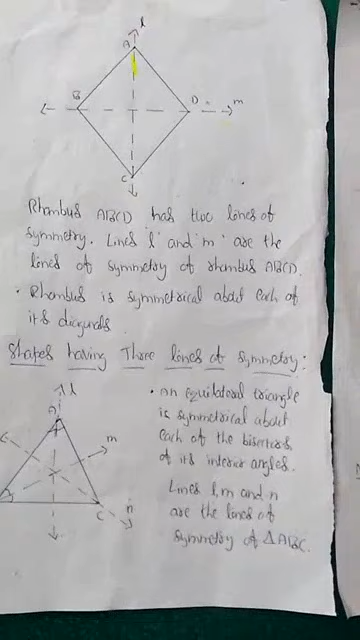 l
A
B
D
m
C
Rhombus ABCD has two lines of
symmetry. Lines 'l' and 'm' are the
lines of symmetry of rhombus ABCD.
• Rhombus is symmetrical about each of
its diagonals.
Shapes having Three lines of symmetry:
l
A
m
C
n
• An equilateral triangle
is symmetrical about
each of the bisectors
of its interior angles.
Lines l, m and n
are the lines of
symmetry of ΔABC.